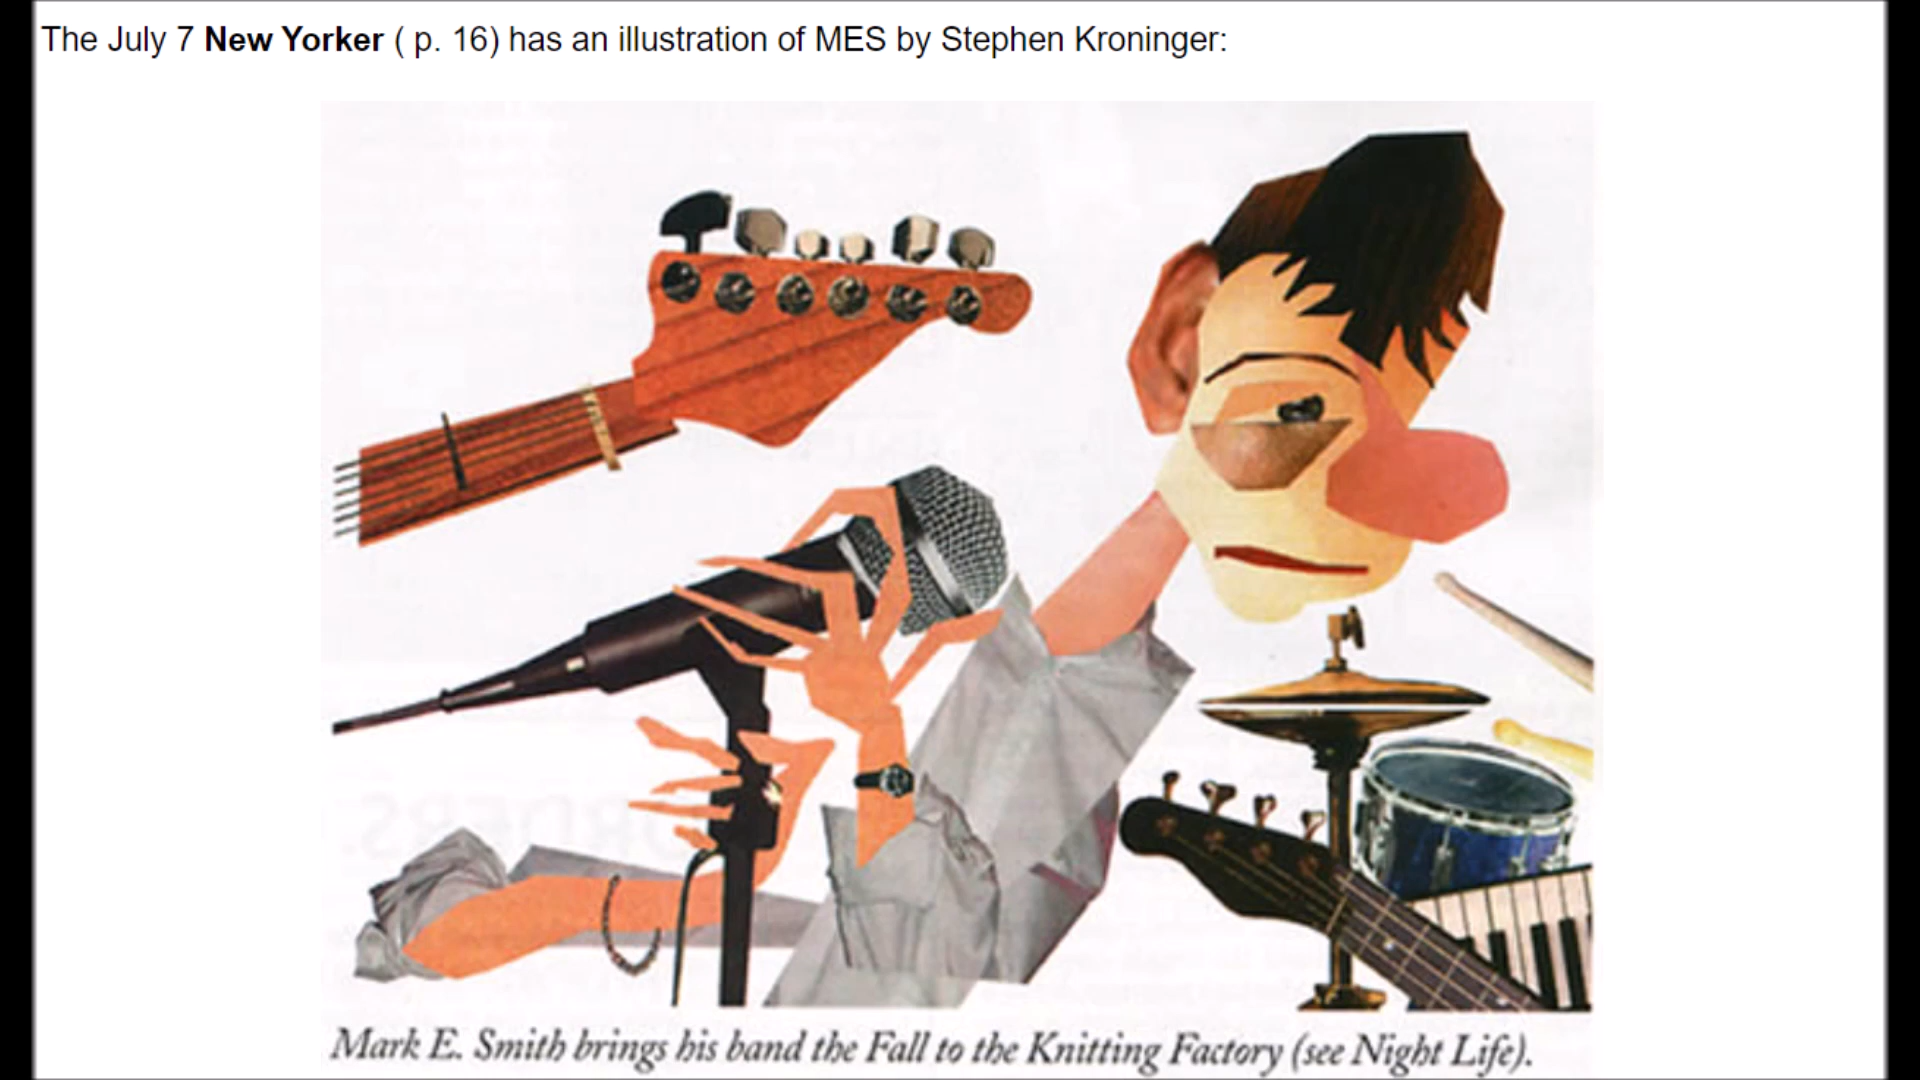 The July 7 New Yorker ( p. 16) has an illustration of MES by Stephen Kroninger:
Mark E. Smith brings his band the Fall to the Knitting Factory (see Night Life).